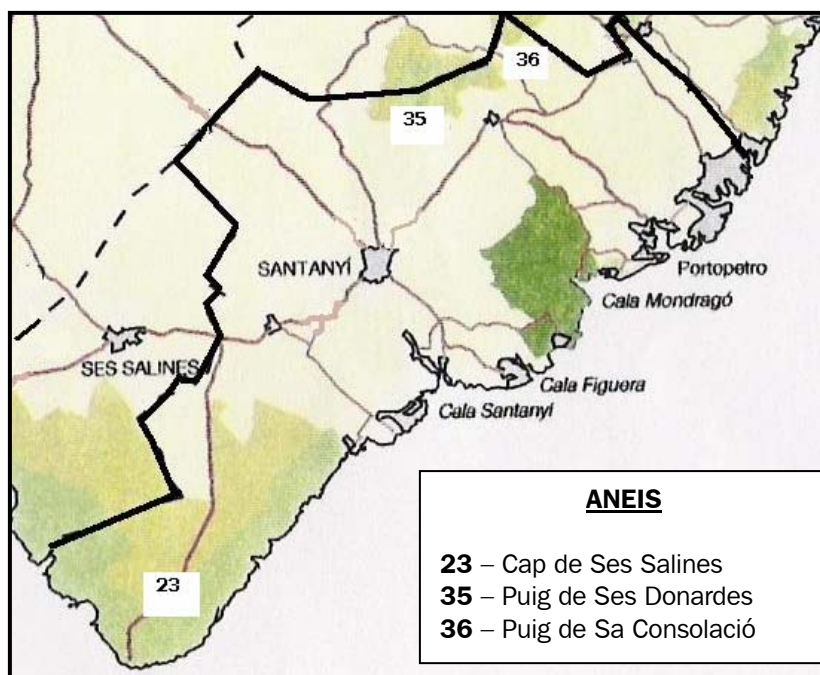 36
35
SANTANYÍ
Portopetro
Cala Mondragó
SES SALINES
Cala Figuera
Cala Santanyí
23
ANEIS
23 – Cap de Ses Salines
35 – Puig de Ses Donardes
36 – Puig de Sa Consolació